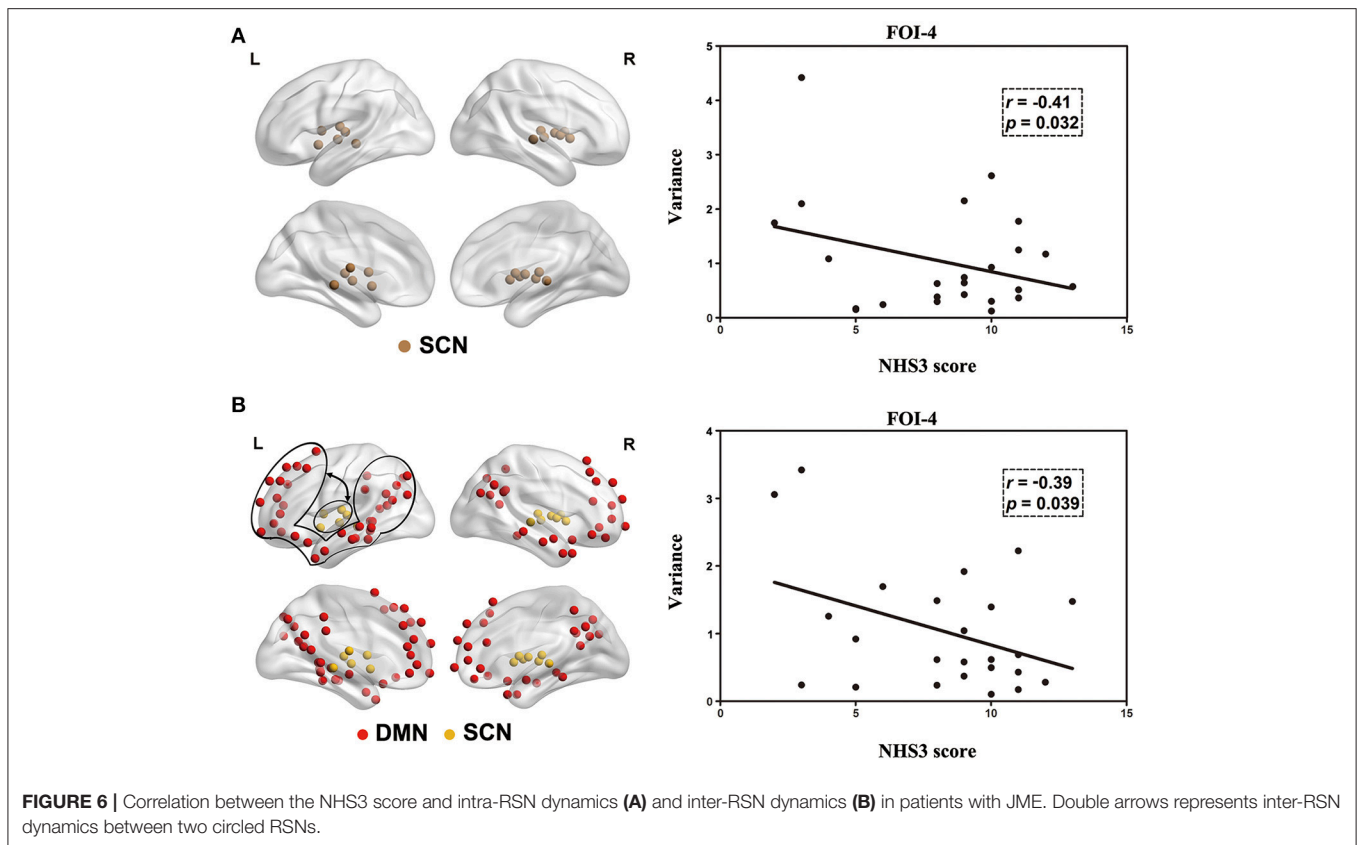 A
L
R
SCN
FOI-4
r = -0.41
p = 0.032
Variance
5
4
3
2
1
0
0
5
10
15
NHS3 score
B
L
R
DMN SCN
FOI-4
r = -0.39
p = 0.039
Variance
4
3
2
1
0
0
5
10
15
NHS3 score
FIGURE 6 | Correlation between the NHS3 score and intra-RSN dynamics (A) and inter-RSN dynamics (B) in patients with JME. Double arrows represents inter-RSN
dynamics between two circled RSNs.